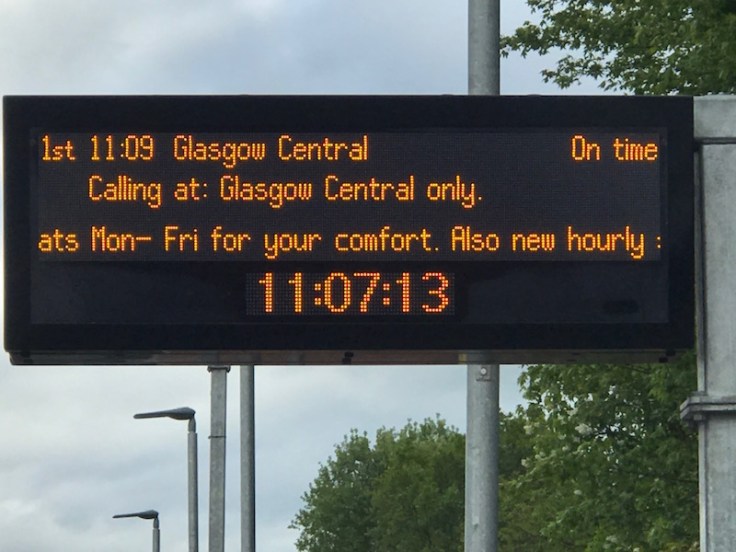 1st 11:09 Glasgow Central On time
Calling at: Glasgow Central only.
ats Mon- Fri for your comfort. Also new hourly :
11:07:13